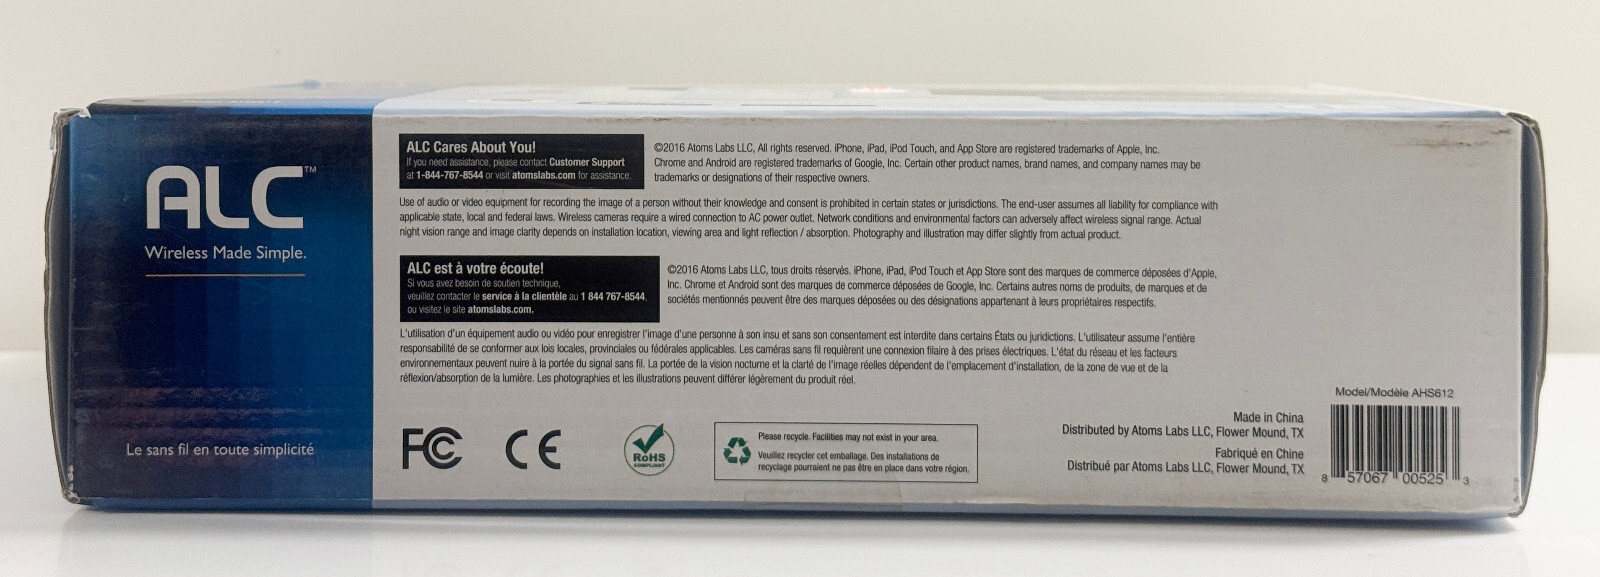 ALC™
Wireless Made Simple.
Le sans fil en toute simplicité
ALC Cares About You!
If you need assistance, please contact Customer Support
at 1-844-767-8544 or visit atomslabs.com for assistance.
©2016 Atoms Labs LLC, All rights reserved. iPhone, iPad, iPod Touch, and App Store are registered trademarks of Apple, Inc.
Chrome and Android are registered trademarks of Google, Inc. Certain other product names, brand names, and company names may be
trademarks or designations of their respective owners.
Use of audio or video equipment for recording the image of a person without their knowledge and consent is prohibited in certain states or jurisdictions. The end-user assumes all liability for compliance with
applicable state, local and federal laws. Wireless cameras require a wired connection to AC power outlet. Network conditions and environmental factors can adversely affect wireless signal range. Actual
night vision range and image clarity depends on installation location, viewing area and light reflection / absorption. Photography and illustration may differ slightly from actual product.
ALC est à votre écoute!
Si vous avez besoin de soutien technique,
veuillez contacter le service à la clientèle au 1 844 767-8544,
ou visitez le site atomslabs.com.
©2016 Atoms Labs LLC, tous droits réservés. iPhone, iPad, iPod Touch et App Store sont des marques de commerce déposées d'Apple,
Inc. Chrome et Android sont des marques de commerce déposées de Google, Inc. Certains autres noms de produits, de marques et de
sociétés mentionnés peuvent être des marques déposées ou des désignations appartenant à leurs propriétaires respectifs.
L'utilisation d'un équipement audio ou vidéo pour enregistrer l'image d'une personne à son insu et sans son consentement est interdite dans certains États ou juridictions. L'utilisateur assume l'entière
responsabilité de se conformer aux lois locales, provinciales ou fédérales applicables. Les caméras sans fil requièrent une connexion filaire à des prises électriques. L'état du réseau et les facteurs
environnementaux peuvent nuire à la portée du signal sans fil. La portée de la vision nocturne et la clarté de l'image réelles dépendent de l'emplacement d'installation, de la zone de vue et de la
réflexion/absorption de la lumière. Les photographies et les illustrations peuvent différer légèrement du produit réel.
FC CE
RoHS
COMPLIANT
Please recycle. Facilities may not exist in your area.
Veuillez recycler cet emballage. Des installations de
recyclage pourraient ne pas être en place dans votre région.
Made in China
Distributed by Atoms Labs LLC, Flower Mound, TX
Fabriqué en Chine
Distribué par Atoms Labs LLC, Flower Mound, TX
Model/Modèle AHS612
8 57067 00525 3